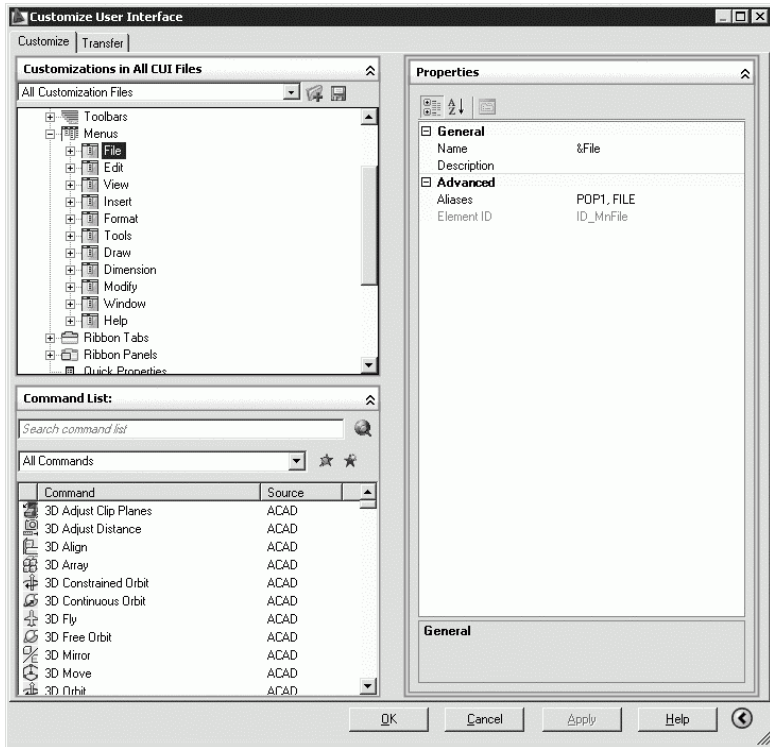 Customize User Interface
Customize
Transfer
Customizations in All CUI Files
All Customization Files
Toolbars
Menus
File
Edit
View
Insert
Format
Tools
Draw
Dimension
Modify
Window
Help
Ribbon Tabs
Ribbon Panels
Quick Properties
Command List:
Search command list
All Commands
Command Source
3D Adjust Clip Planes ACAD
3D Adjust Distance ACAD
3D Align ACAD
3D Array ACAD
3D Constrained Orbit ACAD
3D Continuous Orbit ACAD
3D Fly ACAD
3D Free Orbit ACAD
3D Mirror ACAD
3D Move ACAD
3D Orbit ACAD
Properties
General
Name &File
Description
Advanced
Aliases POP1, FILE
Element ID ID_MnFile
General
OK Cancel Apply Help